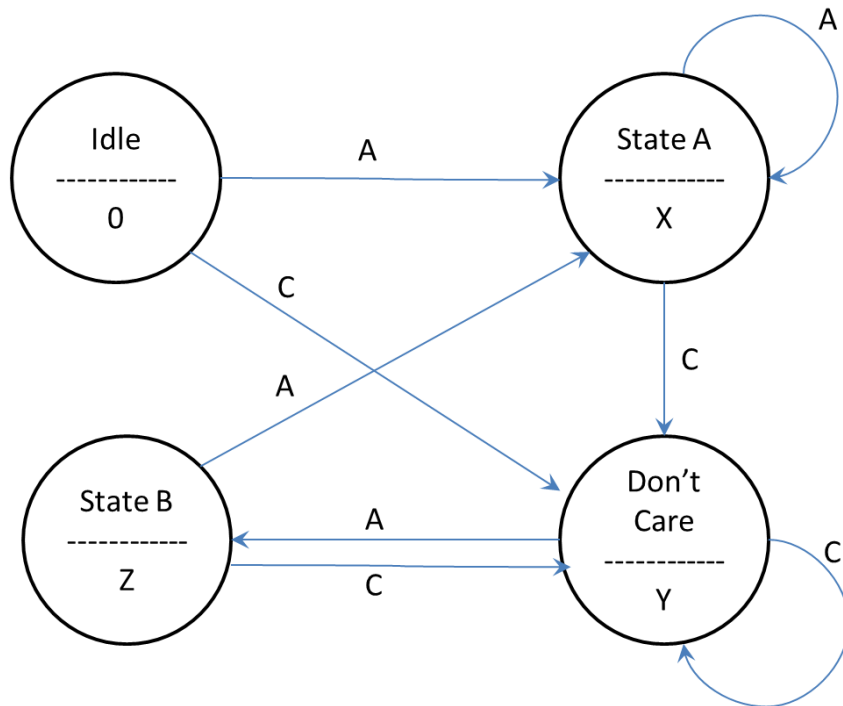 A
Idle
------------
0
A
State A
------------
X
C
A
C
State B
------------
Z
A
C
Don’t
Care
------------
Y
C